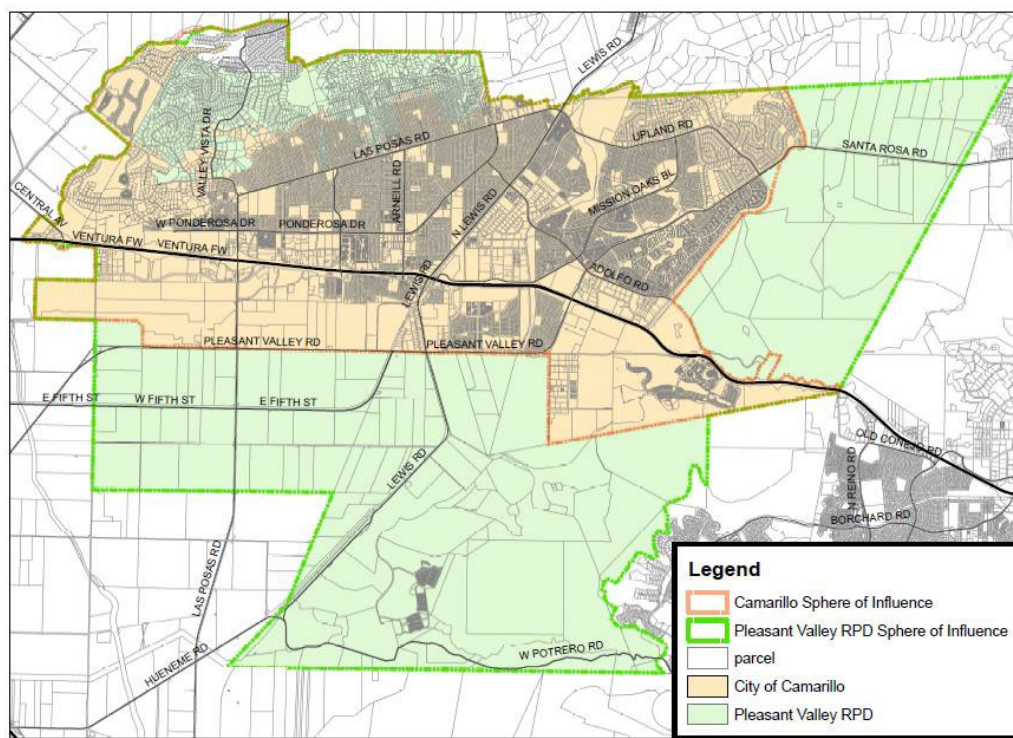 LEWIS RD
VALLEY VISTA DR
LAS POSAS RD
UPLAND RD
SANTA ROSA RD
ARNEILL RD
MISSION OAKS BL
CENTRAL AV
W PONDEROSA DR
PONDEROSA DR
N LEWIS RD
VENTURA FW
VENTURA FW
ADOLFO RD
LEWIS RD
PLEASANT VALLEY RD
PLEASANT VALLEY RD
E FIFTH ST
W FIFTH ST
E FIFTH ST
OLD CONEJO RD
LEWIS RD
N REINO RD
BORCHARD RD
LAS POSAS RD
HUENEME RD
W POTRERO RD
Legend
Camarillo Sphere of Influence
Pleasant Valley RPD Sphere of Influence
parcel
City of Camarillo
Pleasant Valley RPD